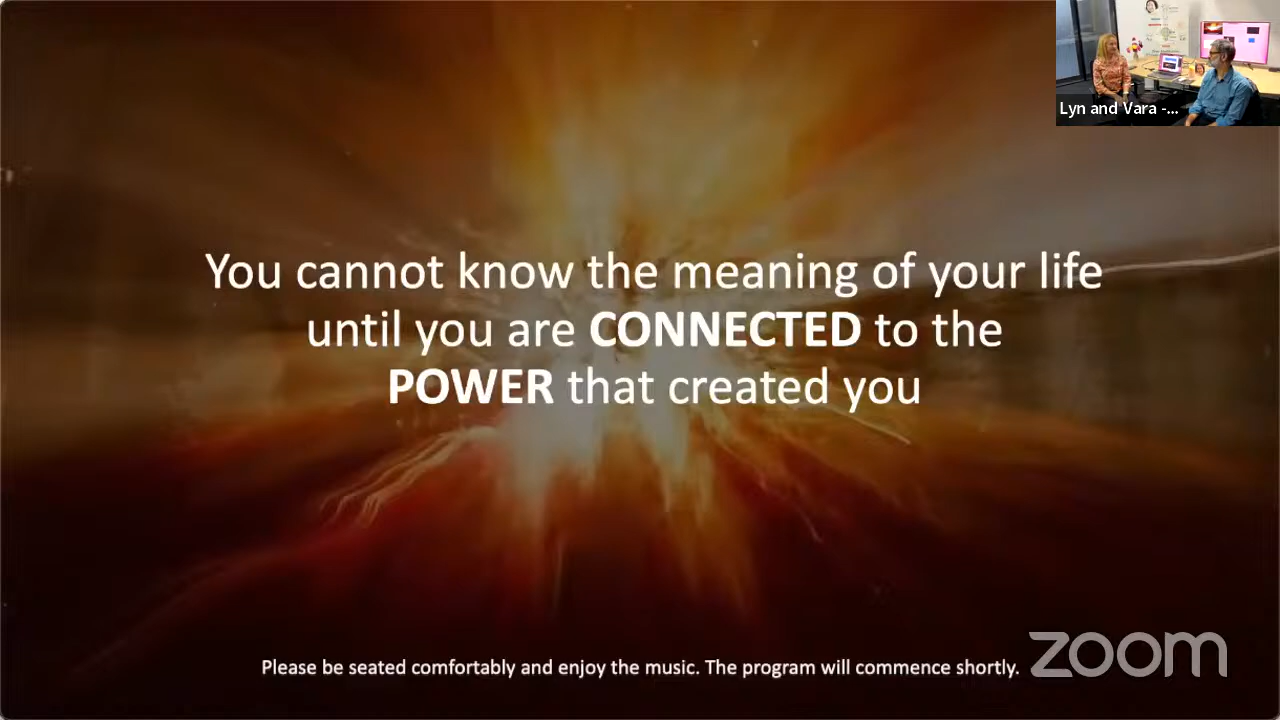 Lyn and Vara -...
You cannot know the meaning of your life
until you are CONNECTED to the
POWER that created you
Please be seated comfortably and enjoy the music. The program will commence shortly.
zoom